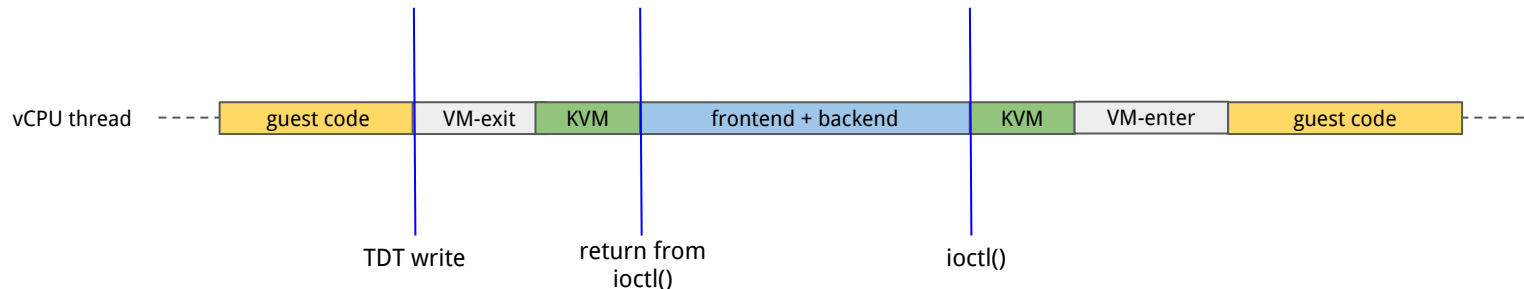 vCPU thread
guest code
VM-exit
KVM
frontend + backend
KVM
VM-enter
guest code
TDT write
return from
ioctl()
ioctl()